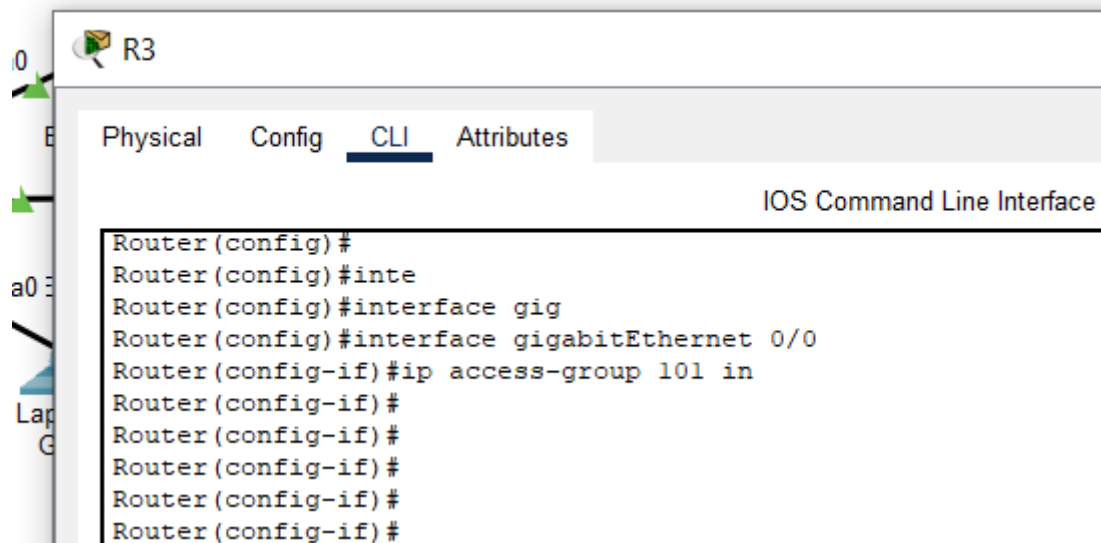 R3
Physical Config CLI Attributes
IOS Command Line Interface
Router(config)#
Router(config)#inte
Router(config)#interface gig
Router(config)#interface gigabitEthernet 0/0
Router(config-if)#ip access-group 101 in
Router(config-if)#
Router(config-if)#
Router(config-if)#
Router(config-if)#
Router(config-if)#
a0
Lap